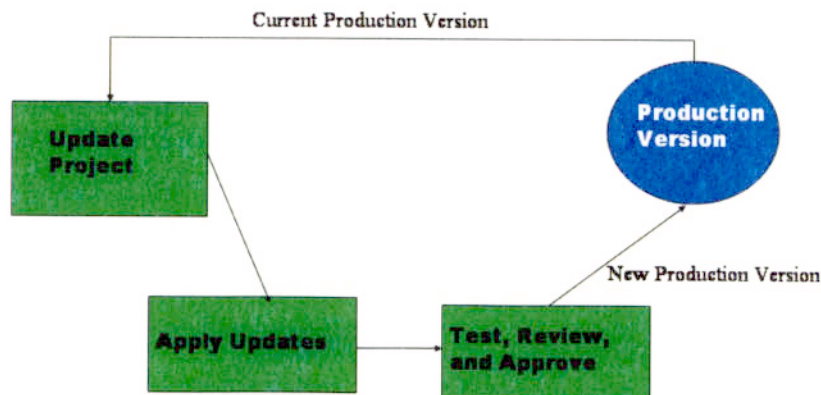 Current Production Version
Production
Version
Update
Project
New Production Version
Apply Updates
Test, Review,
and Approve